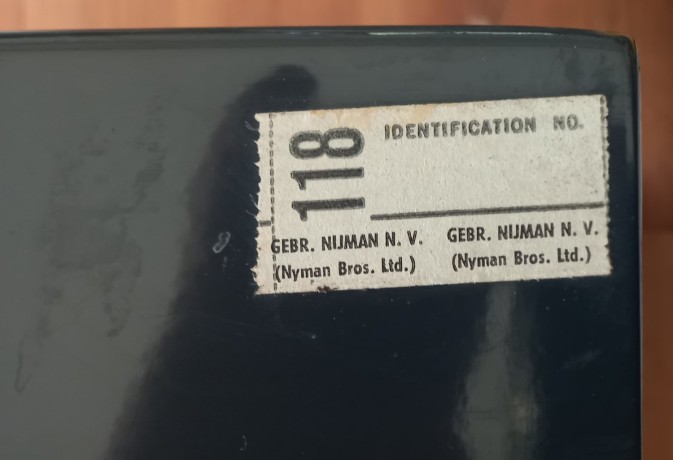 118
IDENTIFICATION NO.
GEBR. NIJMAN N. V. GEBR. NIJMAN N. V.
(Nyman Bros. Ltd.) (Nyman Bros. Ltd.)